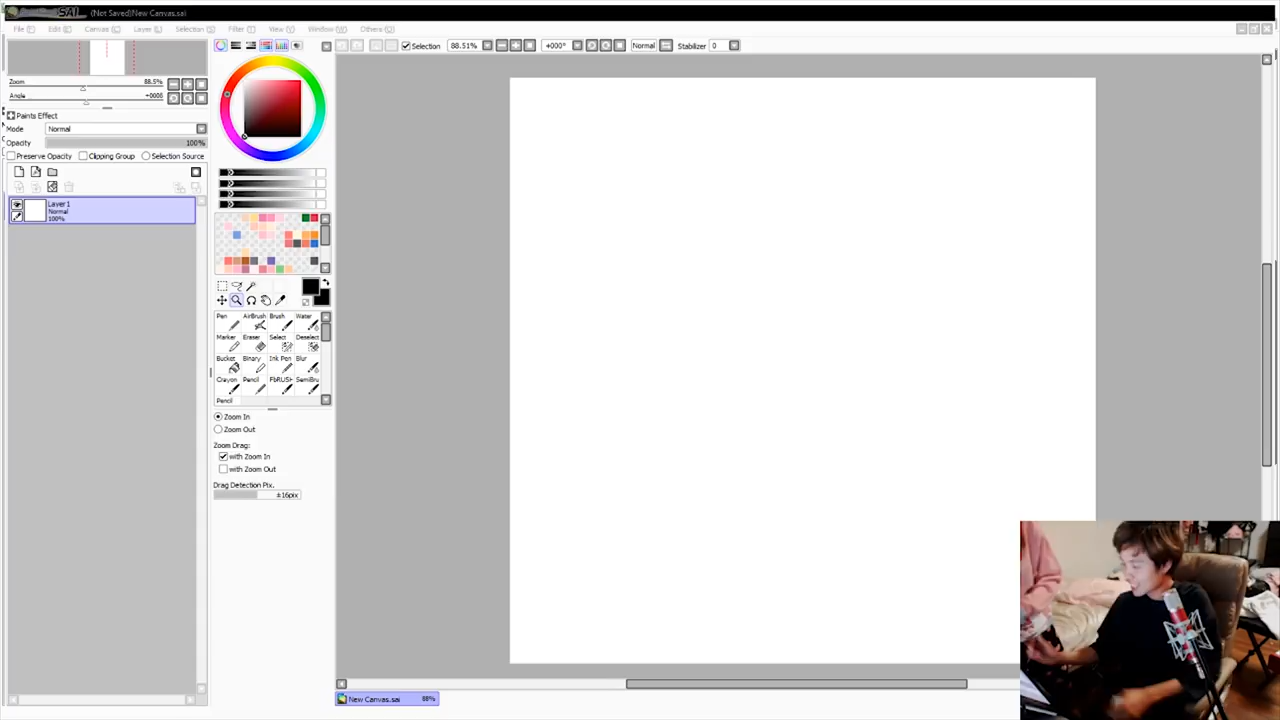 SAI (Not Saved)New Canvas.sai
File Edit Canvas Layer Selection Filter View Window Others
Selection 88.51% +000° Normal Stabilizer 0
Zoom 88.5%
Angle
Paints Effect
Mode Normal
Opacity 100%
Preserve Opacity Clipping Group Selection Source
Layer 1
Normal
100%
Pen AirBrush Brush Water
Marker Eraser Select Deselect
Bucket Binary Ink Pen Blur
Crayon Pencil FbRUSH SemiBru
Pencil
Zoom In
Zoom Out
Zoom Drag:
with Zoom In
with Zoom Out
Drag Detection Pix.
±16pix
New Canvas.sai 88%